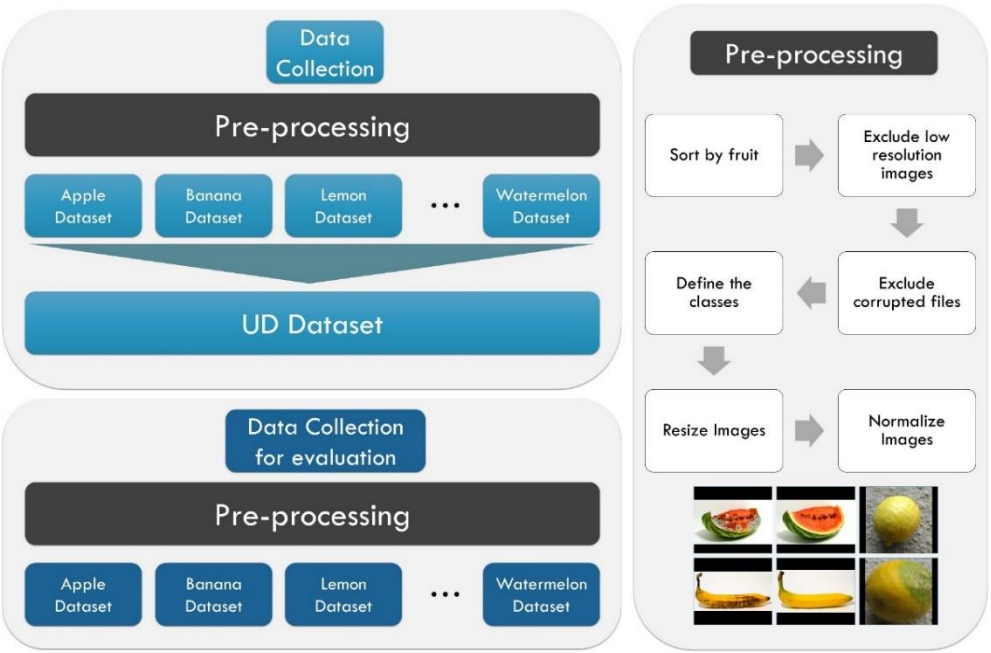 Data
Collection
Pre-processing
Apple
Dataset
Banana
Dataset
Lemon
Dataset
...
Watermelon
Dataset
UD Dataset
Data Collection
for evaluation
Pre-processing
Apple
Dataset
Banana
Dataset
Lemon
Dataset
...
Watermelon
Dataset
Pre-processing
Sort by fruit
Exclude low
resolution
images
Exclude
corrupted files
Define the
classes
Resize Images
Normalize
Images